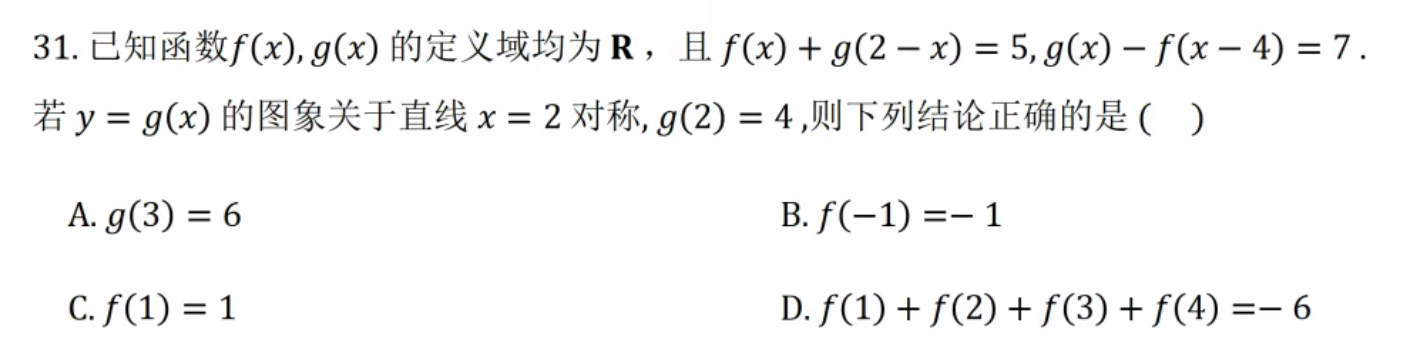 31. 已知函数f(x), g(x) 的定义域均为 R ，且 f(x) + g(2 − x) = 5, g(x) − f(x − 4) = 7 .
若 y = g(x) 的图象关于直线 x = 2 对称, g(2) = 4 ,则下列结论正确的是 (    )
A. g(3) = 6    B. f(−1) =− 1
C. f(1) = 1    D. f(1) + f(2) + f(3) + f(4) =− 6